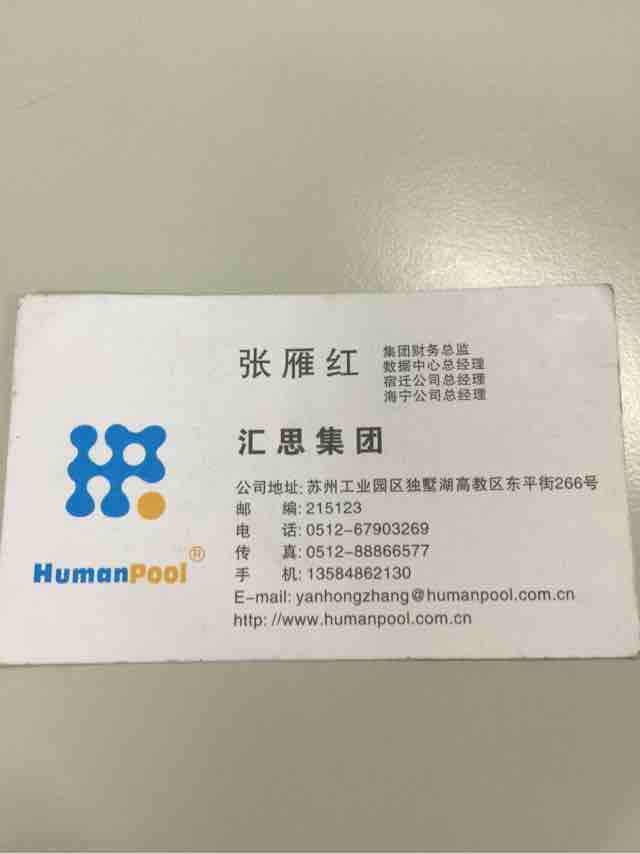 张雁红
集团财务总监
数据中心总经理
宿迁公司总经理
海宁公司总经理
汇思集团
公司地址: 苏州工业园区独墅湖高教区东平街266号
邮 编: 215123
电 话: 0512-67903269
传 真: 0512-88866577
手 机: 13584862130
E-mail: yanhongzhang@humanpool.com.cn
http: //www.humanpool.com.cn
HumanPool®